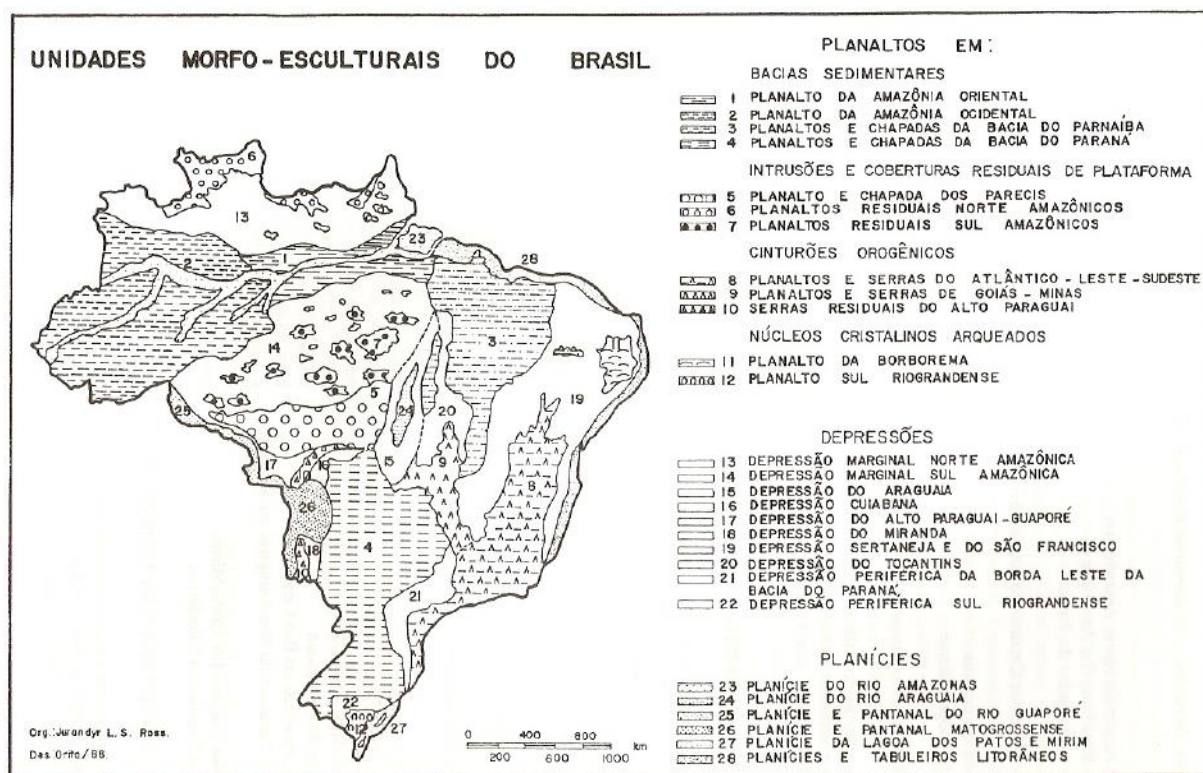 UNIDADES MORFO-ESCULTURAIS DO BRASIL
13
23
28
1
2
3
14
5
19
24
20
25
15
9
17
16
8
26
18
4
21
22
12
27
Org.: Jurandyr L. S. Ross.
0 400 800
200 600 1000
km
PLANALTOS EM:
BACIAS SEDIMENTARES
1 PLANALTO DA AMAZÔNIA ORIENTAL
2 PLANALTO DA AMAZÔNIA OCIDENTAL
3 PLANALTOS E CHAPADAS DA BACIA DO PARNAÍBA
4 PLANALTOS E CHAPADAS DA BACIA DO PARANÁ
INTRUSÕES E COBERTURAS RESIDUAIS DE PLATAFORMA
5 PLANALTO E CHAPADA DOS PARECIS
6 PLANALTOS RESIDUAIS NORTE AMAZÔNICOS
7 PLANALTOS RESIDUAIS SUL AMAZÔNICOS
CINTURÕES OROGÊNICOS
8 PLANALTOS E SERRAS DO ATLÂNTICO-LESTE-SUDESTE
9 PLANALTOS E SERRAS DE GOIÁS-MINAS
10 SERRAS RESIDUAIS DO ALTO PARAGUAI
NÚCLEOS CRISTALINOS ARQUEADOS
11 PLANALTO DA BORBOREMA
12 PLANALTO SUL RIOGRANDENSE
DEPRESSÕES
13 DEPRESSÃO MARGINAL NORTE AMAZÔNICA
14 DEPRESSÃO MARGINAL SUL AMAZÔNICA
15 DEPRESSÃO DO ARAGUAIA
16 DEPRESSÃO CUIABANA
17 DEPRESSÃO DO ALTO PARAGUAI-GUAPORÉ
18 DEPRESSÃO DO MIRANDA
19 DEPRESSÃO SERTANEJA E DO SÃO FRANCISCO
20 DEPRESSÃO DO TOCANTINS
21 DEPRESSÃO PERIFÉRICA DA BORDA LESTE DA
BACIA DO PARANÁ,
22 DEPRESSÃO PERIFÉRICA SUL RIOGRANDENSE
PLANÍCIES
23 PLANÍCIE DO RIO AMAZONAS
24 PLANÍCIE DO RIO ARAGUAIA
25 PLANÍCIE E PANTANAL DO RIO GUAPORÉ
26 PLANÍCIE E PANTANAL MATOGROSSENSE
27 PLANÍCIE DA LAGOA DOS PATOS E MIRIM
28 PLANÍCIES E TABULEIROS LITORÂNEOS